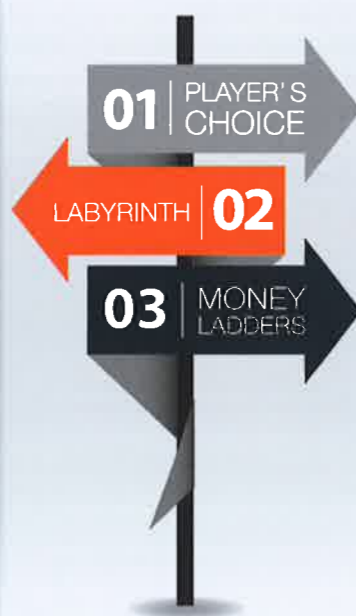 01 PLAYER'S
CHOICE
LABYRINTH 02
03 MONEY
LADDERS